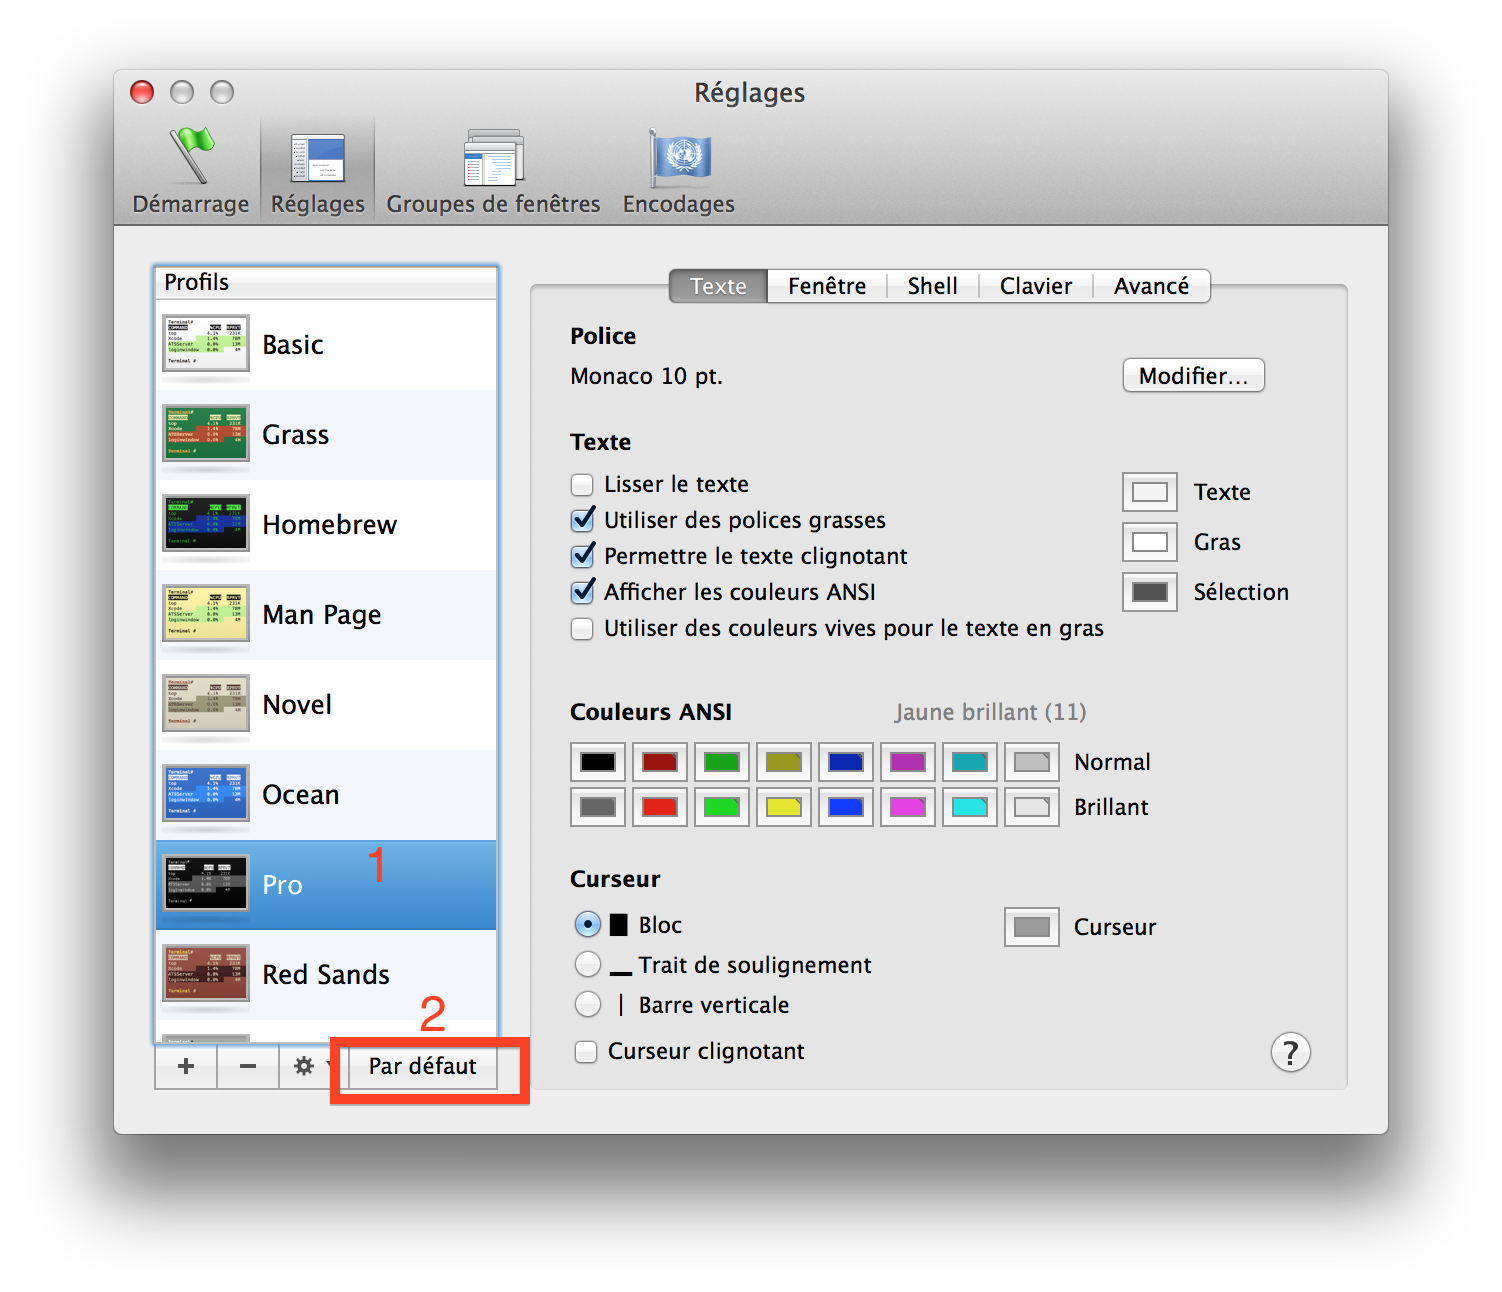 Réglages
Démarrage
Réglages
Groupes de fenêtres
Encodages
Profils
Basic
Grass
Homebrew
Man Page
Novel
Ocean
Pro
1
Red Sands
2
Par défaut
Texte
Fenêtre
Shell
Clavier
Avancé
Police
Monaco 10 pt.
Modifier...
Texte
Lisser le texte
Utiliser des polices grasses
Permettre le texte clignotant
Afficher les couleurs ANSI
Utiliser des couleurs vives pour le texte en gras
Texte
Gras
Sélection
Couleurs ANSI
Jaune brillant (11)
Normal
Brillant
Curseur
Bloc
Trait de soulignement
Barre verticale
Curseur clignotant
Curseur
?